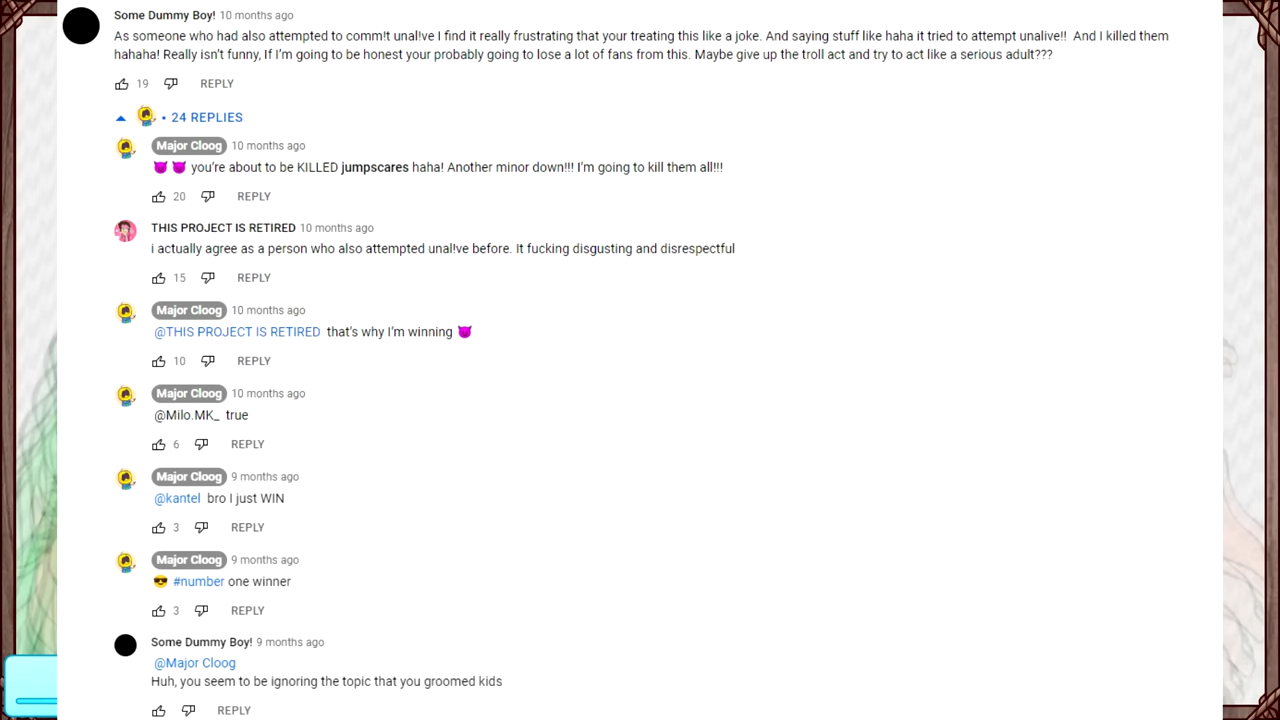 Some Dummy Boy! 10 months ago
As someone who had also attempted to comm!t unal!ve I find it really frustrating that your treating this like a joke. And saying stuff like haha it tried to attempt unalive!! And I killed them
hahaha! Really isn't funny, If I'm going to be honest your probably going to lose a lot of fans from this. Maybe give up the troll act and try to act like a serious adult???
19 REPLY
• 24 REPLIES
Major Cloog 10 months ago
😈 😈 you're about to be KILLED jumpscares haha! Another minor down!!! I'm going to kill them all!!!
20 REPLY
THIS PROJECT IS RETIRED 10 months ago
i actually agree as a person who also attempted unal!ve before. It fucking disgusting and disrespectful
15 REPLY
Major Cloog 10 months ago
@THIS PROJECT IS RETIRED that's why I'm winning 😈
10 REPLY
Major Cloog 10 months ago
@Milo.MK_ true
6 REPLY
Major Cloog 9 months ago
@kantel bro I just WIN
3 REPLY
Major Cloog 9 months ago
😎 #number one winner
3 REPLY
Some Dummy Boy! 9 months ago
@Major Cloog
Huh, you seem to be ignoring the topic that you groomed kids
REPLY